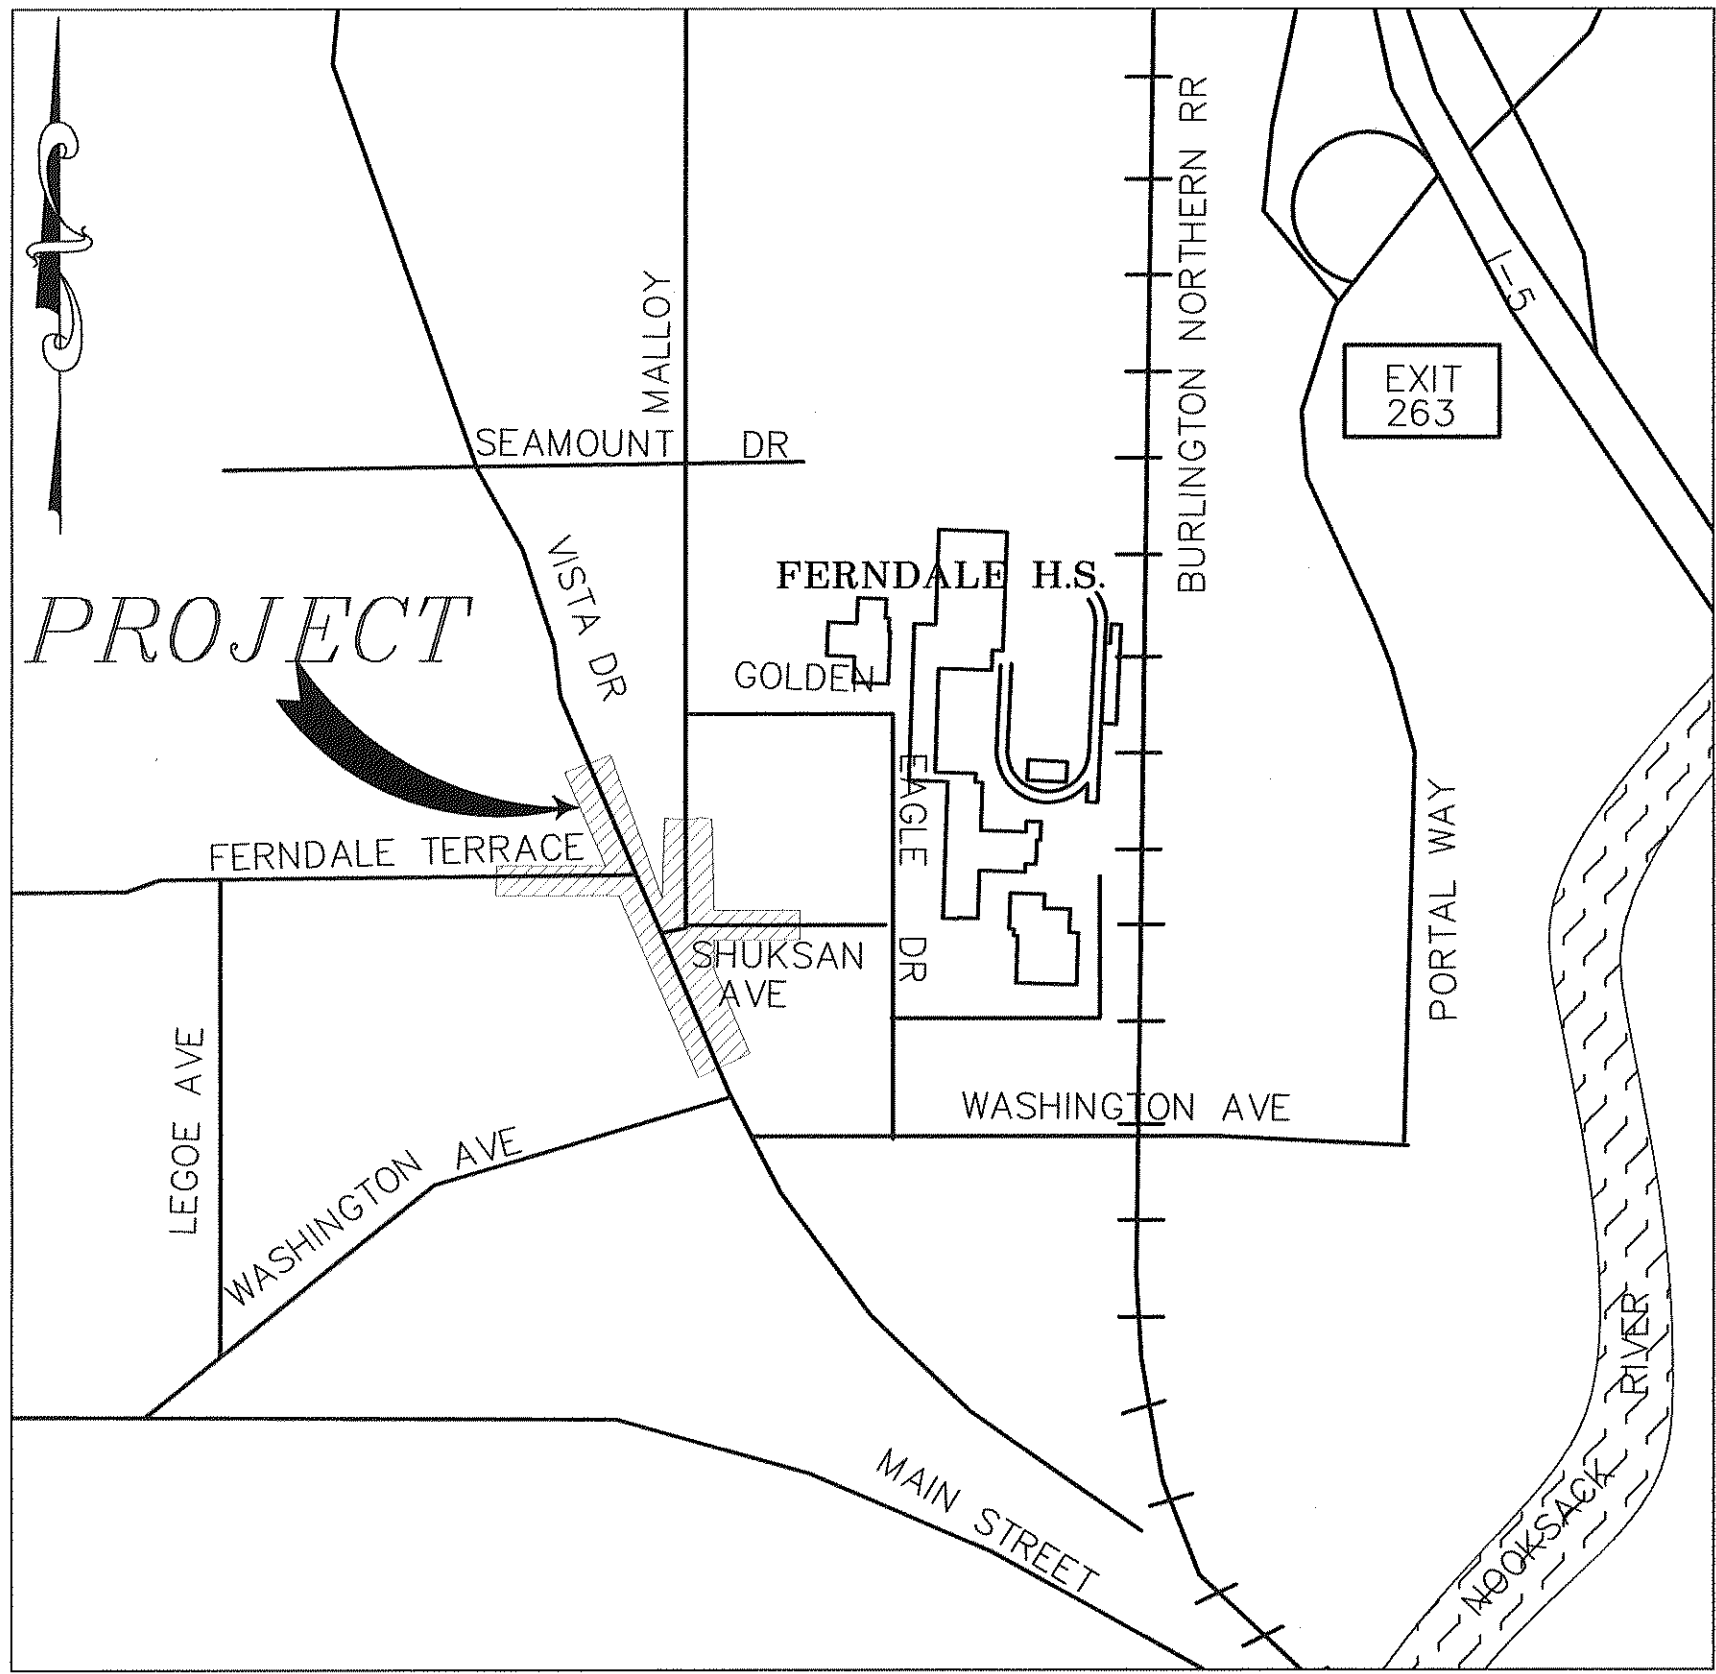 BURLINGTON NORTHERN RR
I-5
MALLOY
EXIT
263
SEAMOUNT DR
VISTA DR
FERNDALE H.S.
PROJECT
GOLDEN
EAGLE DR
PORTAL WAY
FERNDALE TERRACE
SHUKSAN
AVE
LEGOE AVE
WASHINGTON AVE
WASHINGTON AVE
NOOKSACK RIVER
MAIN STREET